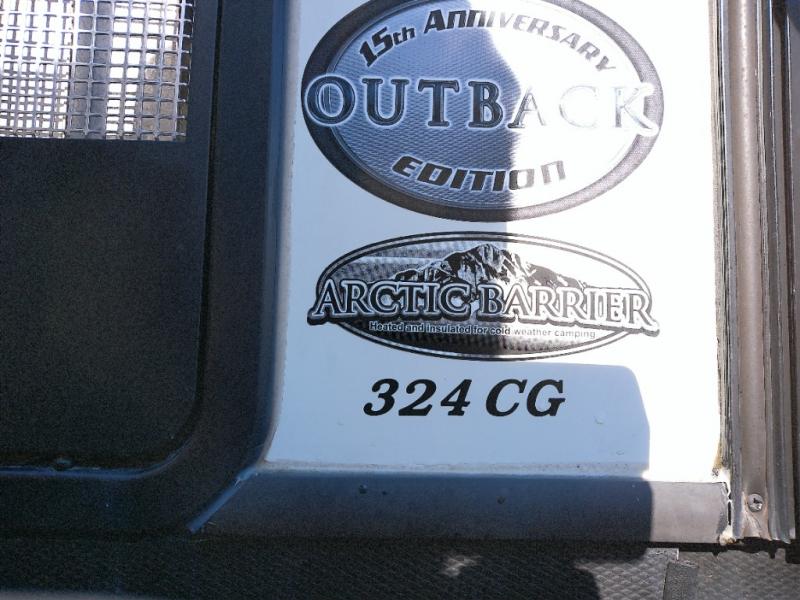 15th Anniversary
OUTBACK
EDITION
ARCTIC BARRIER
Heated and insulated for cold weather camping
324 CG